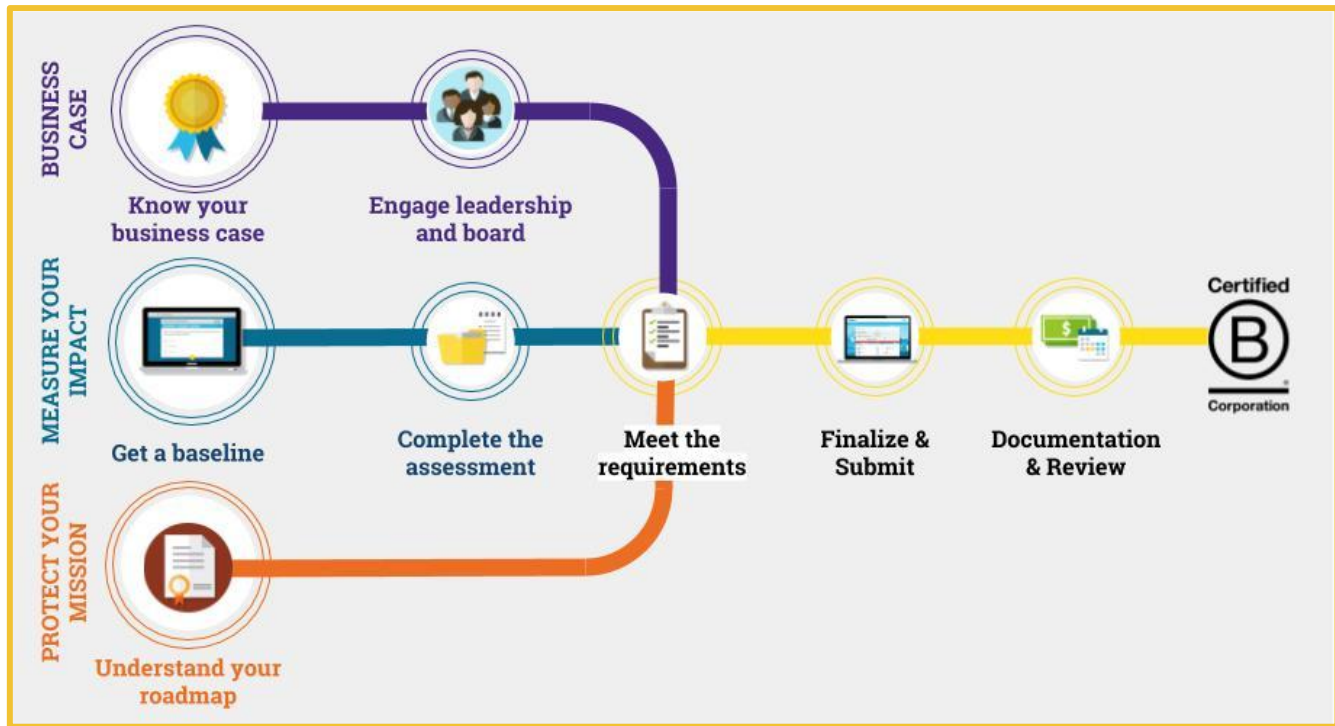 BUSINESS
CASE
Know your
business case
Engage leadership
and board
MEASURE YOUR
IMPACT
Get a baseline
Complete the
assessment
Meet the
requirements
Finalize &
Submit
$
Documentation
& Review
Certified
B
®
Corporation
PROTECT YOUR
MISSION
Understand your
roadmap